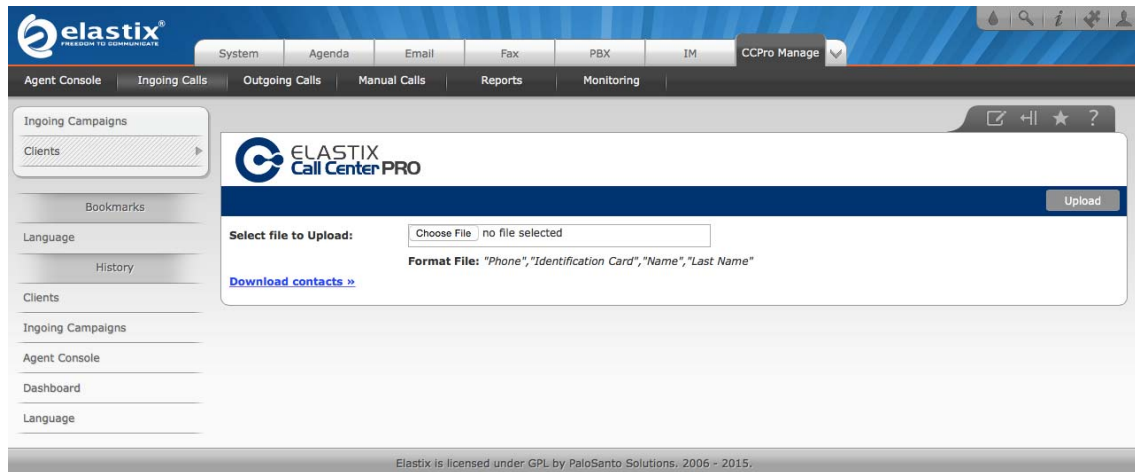 elastix®
FREEDOM TO COMMUNICATE
System Agenda Email Fax PBX IM CCPro Manage
Agent Console Ingoing Calls Outgoing Calls Manual Calls Reports Monitoring
Ingoing Campaigns
Clients
Bookmarks
Language
History
Clients
Ingoing Campaigns
Agent Console
Dashboard
Language
ELASTIX
Call Center PRO
Upload
Select file to Upload: Choose File no file selected
Format File: "Phone","Identification Card","Name","Last Name"
Download contacts »
Elastix is licensed under GPL by PaloSanto Solutions. 2006 - 2015.